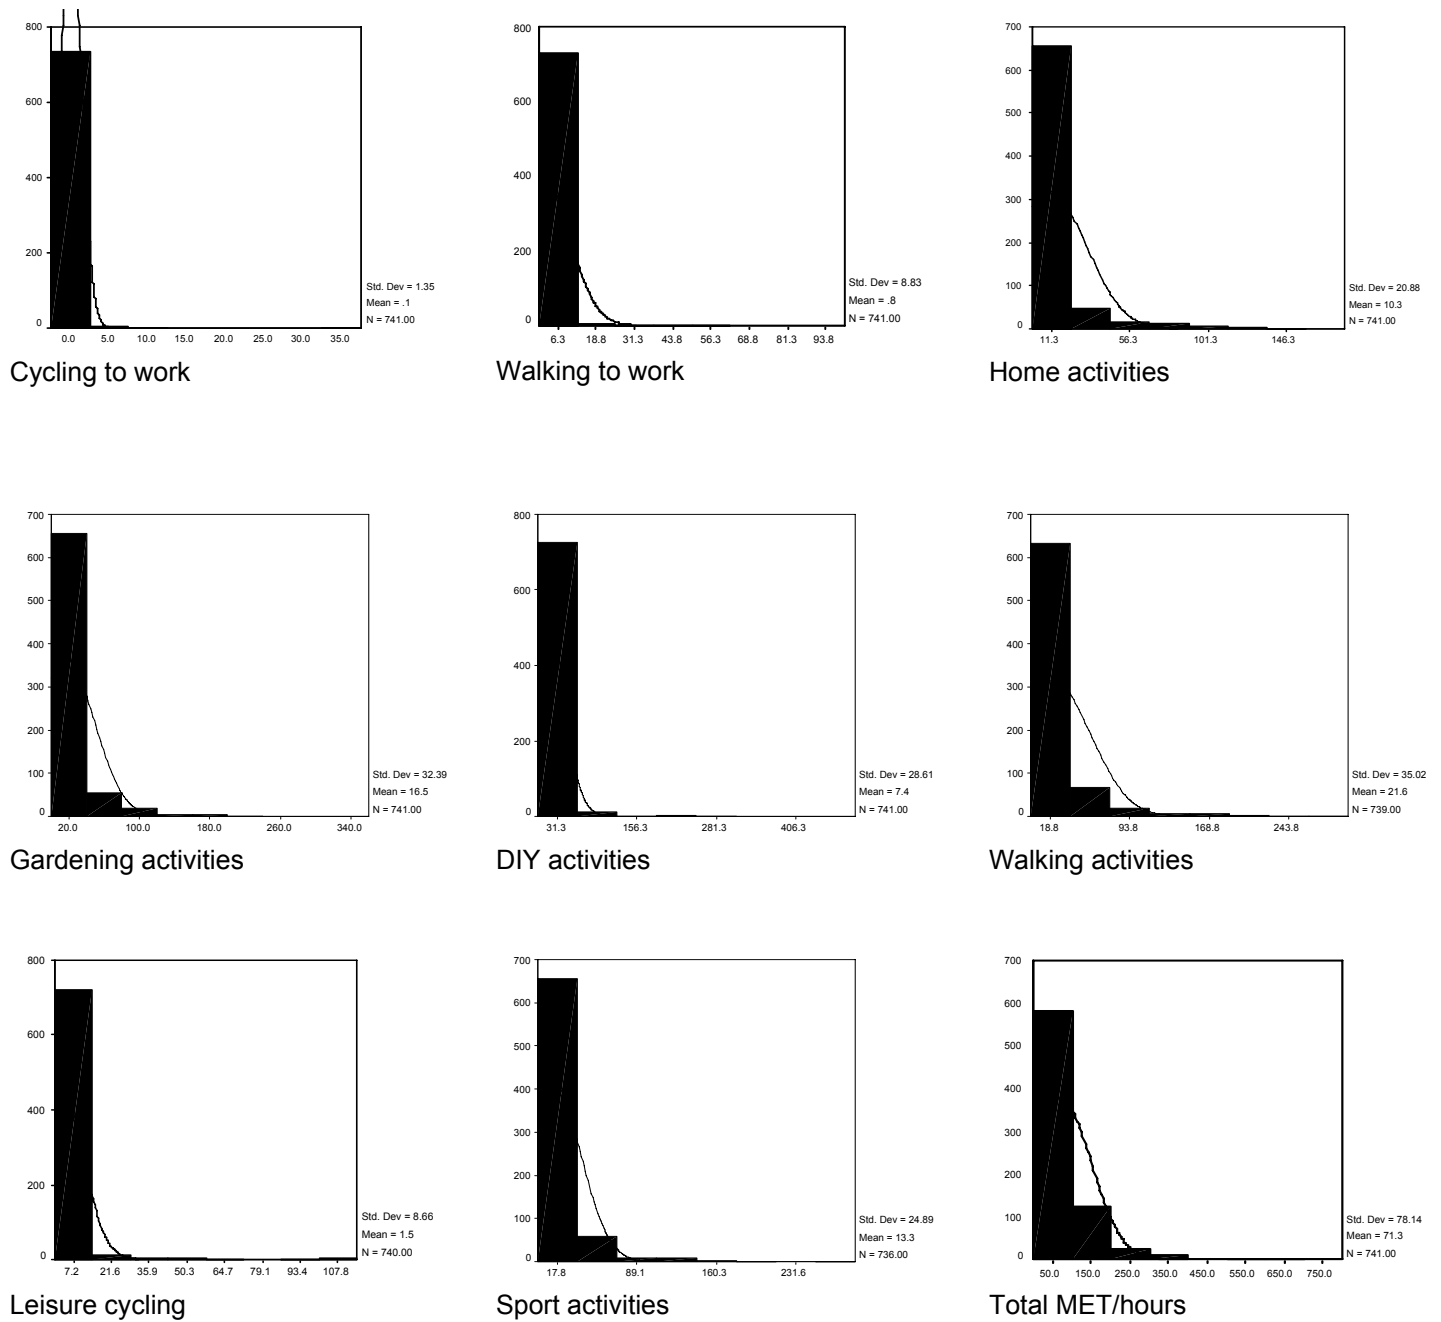 800
600
400
200
0
0.0 5.0 10.0 15.0 20.0 25.0 30.0 35.0
Std. Dev = 1.35
Mean = .1
N = 741.00
Cycling to work
800
600
400
200
0
6.3 18.8 31.3 43.8 56.3 68.8 81.3 93.8
Std. Dev = 8.83
Mean = .8
N = 741.00
Walking to work
700
600
500
400
300
200
100
0
11.3 56.3 101.3 146.3
Std. Dev = 20.88
Mean = 10.3
N = 741.00
Home activities
700
600
500
400
300
200
100
0
20.0 100.0 180.0 260.0 340.0
Std. Dev = 32.39
Mean = 16.5
N = 741.00
Gardening activities
800
600
400
200
0
31.3 156.3 281.3 406.3
Std. Dev = 28.61
Mean = 7.4
N = 741.00
DIY activities
700
600
500
400
300
200
100
0
18.8 93.8 168.8 243.8
Std. Dev = 35.02
Mean = 21.6
N = 739.00
Walking activities
800
600
400
200
0
7.2 21.6 35.9 50.3 64.7 79.1 93.4 107.8
Std. Dev = 8.66
Mean = 1.5
N = 740.00
Leisure cycling
700
600
500
400
300
200
100
0
17.8 89.1 160.3 231.6
Std. Dev = 24.89
Mean = 13.3
N = 736.00
Sport activities
700
600
500
400
300
200
100
0
50.0 150.0 250.0 350.0 450.0 550.0 650.0 750.0
Std. Dev = 78.14
Mean = 71.3
N = 741.00
Total MET/hours